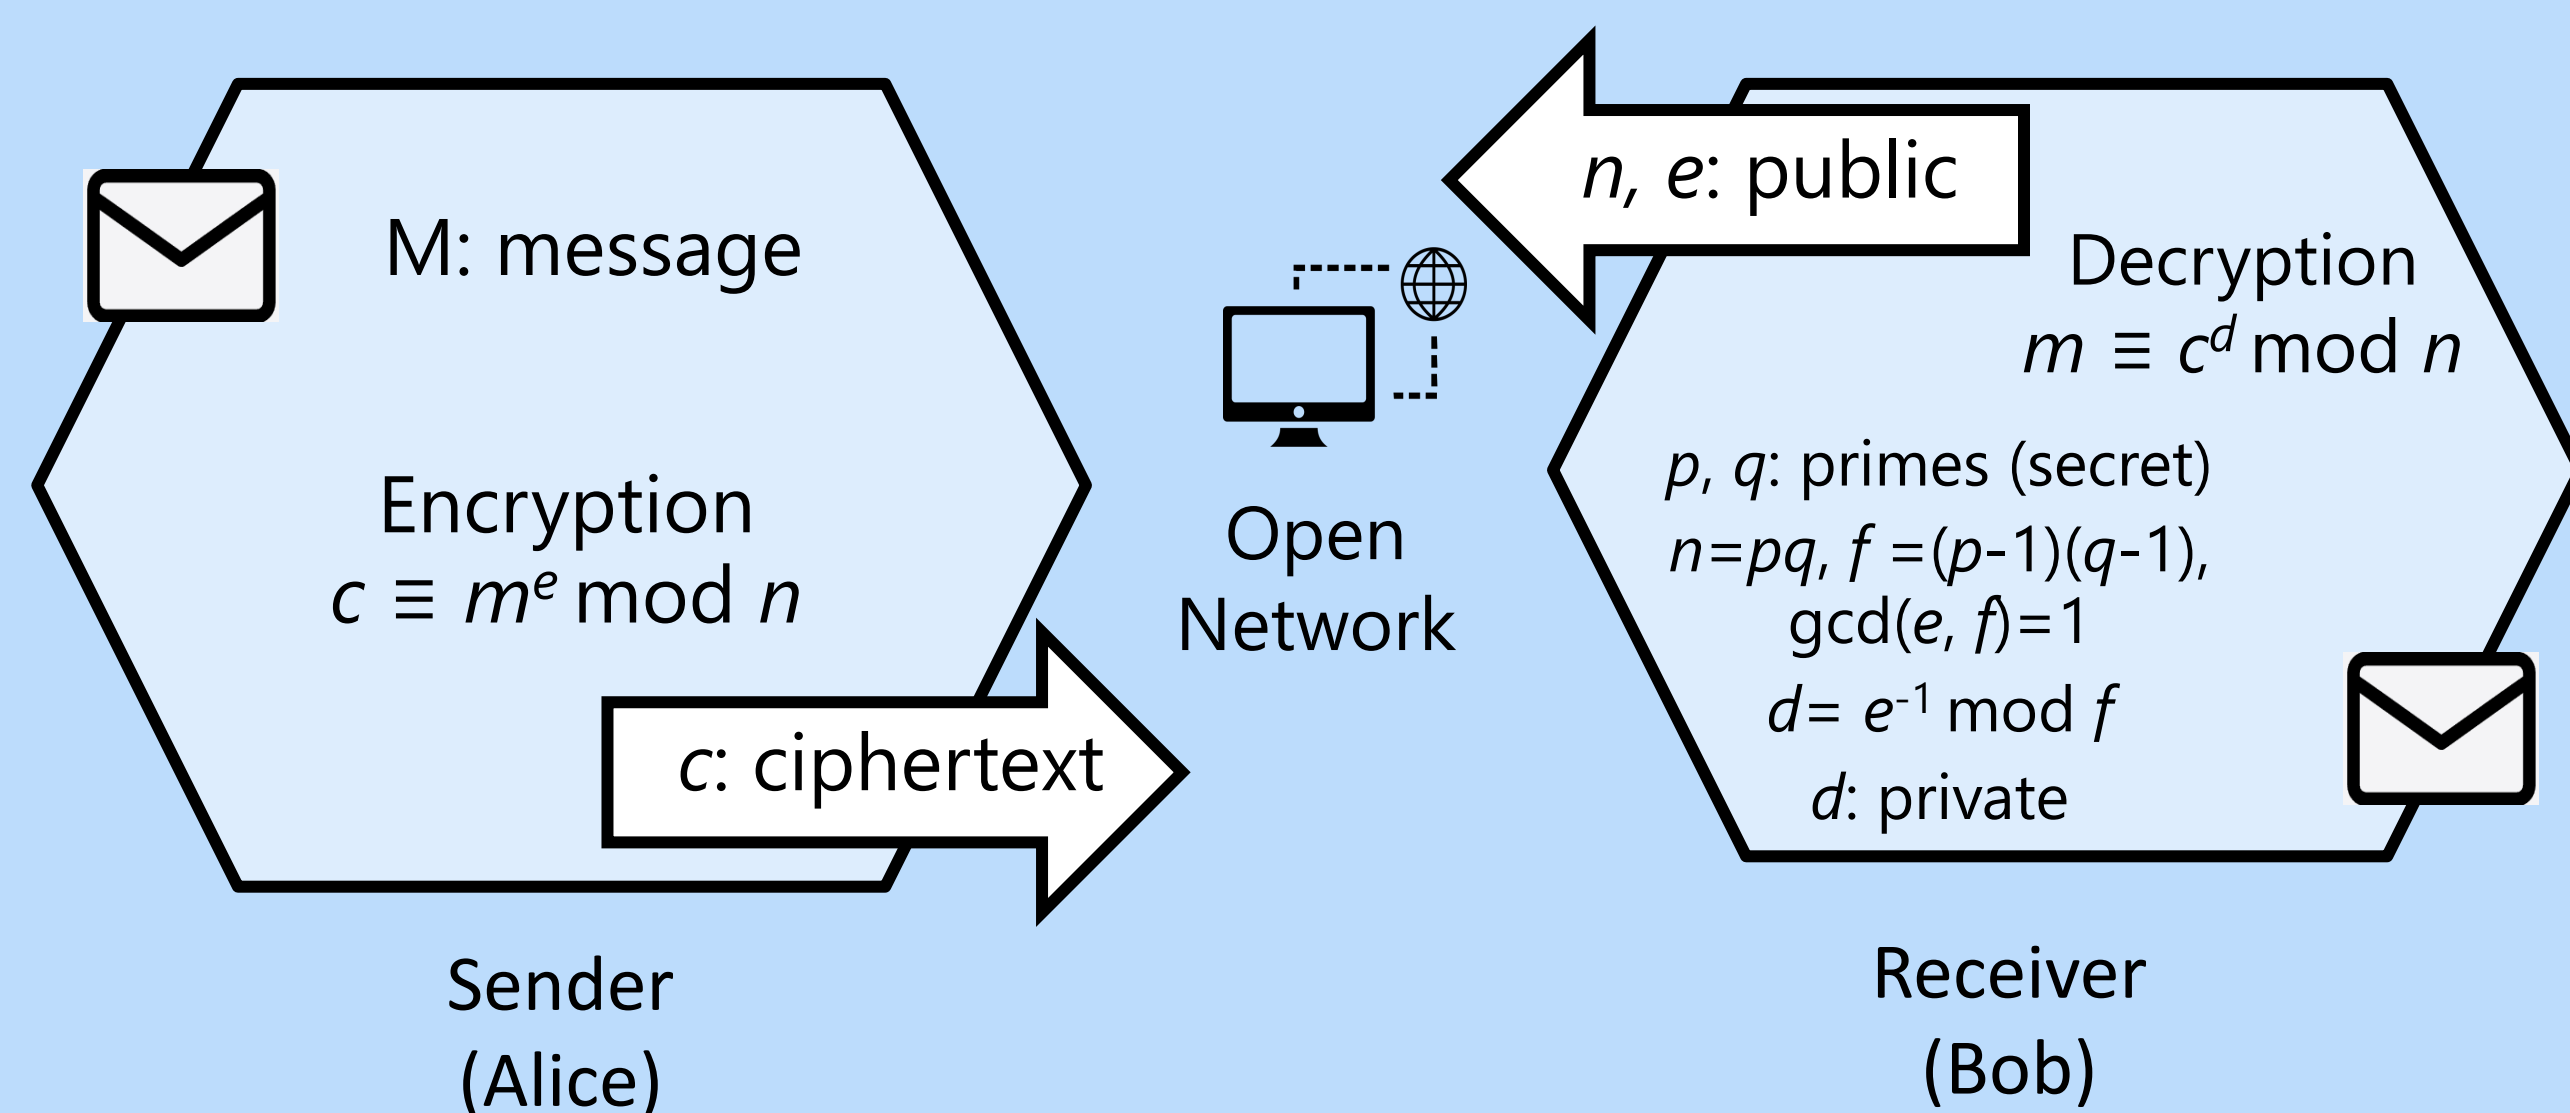 M: message
Encryption
c ≡ mᵉ mod n
c: ciphertext
Sender
(Alice)
Open
Network
n, e: public
Decryption
m ≡ cᵈ mod n
p, q: primes (secret)
n=pq, f =(p-1)(q-1),
gcd(e, f)=1
d= e⁻¹ mod f
d: private
Receiver
(Bob)